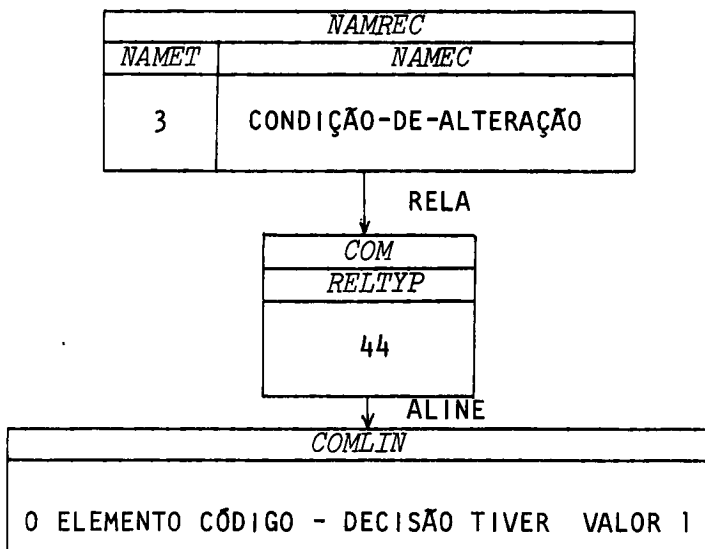 NAMREC
NAMET NAMEC
3 CONDIÇÃO-DE-ALTERAÇÃO
RELA
COM
RELTYP
44
ALINE
COMLIN
O ELEMENTO CÓDIGO - DECISÃO TIVER VALOR 1